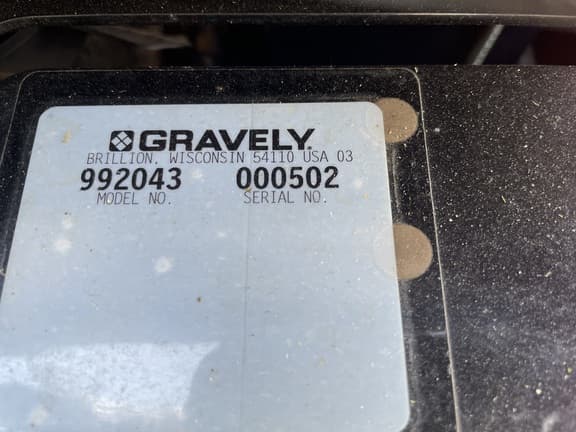 GRAVELY
BRILLION, WISCONSIN 54110 USA 03
992043 000502
MODEL NO. SERIAL NO.